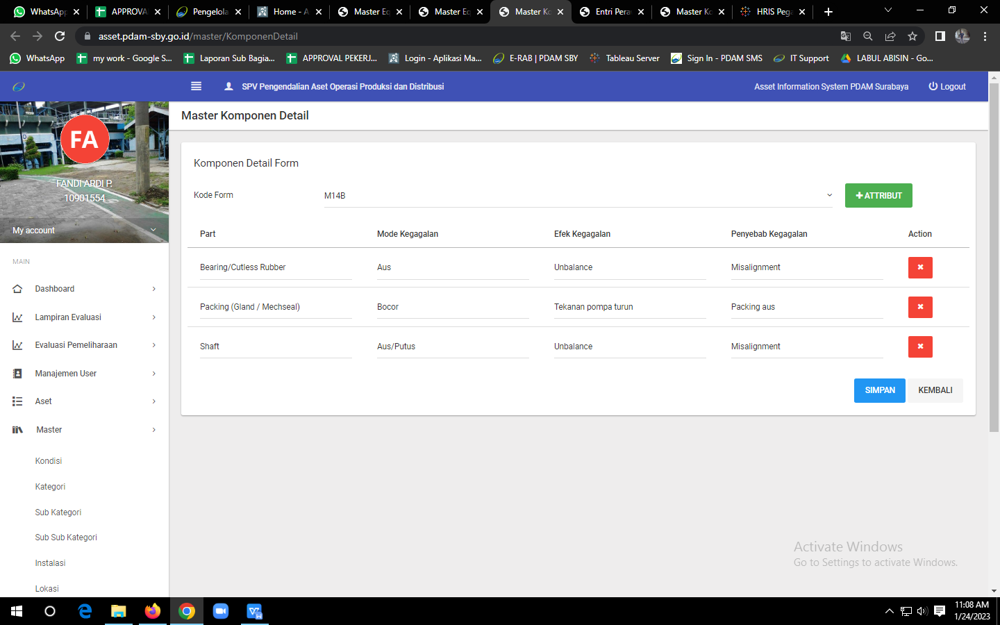 WhatsApp
APPROVA
Pengelola
Home - A
Master Eq
Master Eq
Master Ko
Entri Pera
Master Ko
HRIS Pega
asset.pdam-sby.go.id/master/KomponenDetail
WhatsApp
my work - Google S...
Laporan Sub Bagia...
APPROVAL PEKERJ...
Login - Aplikasi Ma...
E-RAB | PDAM SBY
Tableau Server
Sign In - PDAM SMS
IT Support
LABUL ABISIN - Go...
SPV Pengendalian Aset Operasi Produksi dan Distribusi
Asset Information System PDAM Surabaya
Logout
FA
FANDI ARDI P.
10901554
My account
MAIN
Dashboard
Lampiran Evaluasi
Evaluasi Pemeliharaan
Manajemen User
Aset
Master
Kondisi
Kategori
Sub Kategori
Sub Sub Kategori
Instalasi
Lokasi
Master Komponen Detail
Komponen Detail Form
Kode Form M14B ATTRIBUT
Part Mode Kegagalan Efek Kegagalan Penyebab Kegagalan Action
Bearing/Cutless Rubber Aus Unbalance Misalignment
Packing (Gland / Mechseal) Bocor Tekanan pompa turun Packing aus
Shaft Aus/Putus Unbalance Misalignment
SIMPAN KEMBALI
Activate Windows
Go to Settings to activate Windows.
11:08 AM
1/24/2023